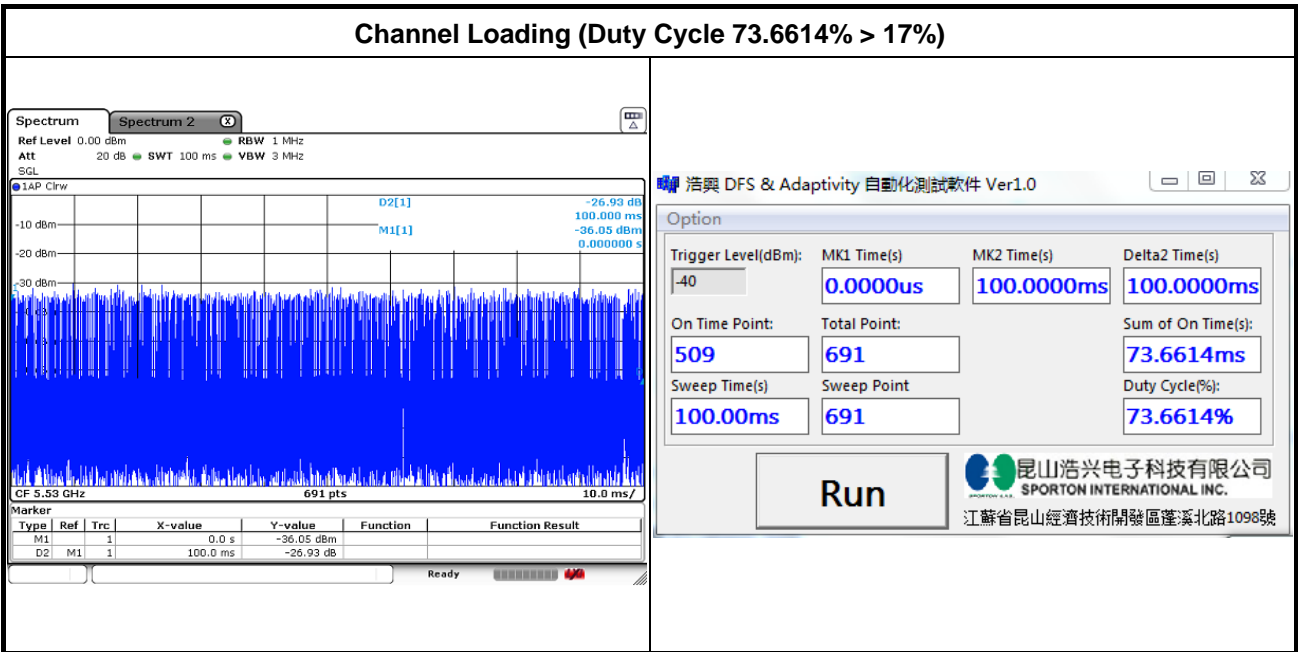 Channel Loading (Duty Cycle 73.6614% > 17%)
Spectrum
Spectrum 2
X
Ref Level 0.00 dBm RBW 1 MHz
Att 20 dB SWT 100 ms VBW 3 MHz
SGL
1AP Clrw
D2[1] -26.93 dB
100.000 ms
M1[1] -36.05 dBm
0.000000 s
-10 dBm
-20 dBm
-30 dBm
CF 5.53 GHz 691 pts 10.0 ms/
Marker
Type Ref Trc X-value Y-value Function Function Result
M1 1 0.0 s -36.05 dBm
D2 M1 1 100.0 ms -26.93 dB
Ready
浩興 DFS & Adaptivity 自動化測試軟件 Ver1.0
Option
Trigger Level(dBm): MK1 Time(s) MK2 Time(s) Delta2 Time(s)
-40 0.0000us 100.0000ms 100.0000ms
On Time Point: Total Point: Sum of On Time(s):
509 691 73.6614ms
Sweep Time(s) Sweep Point Duty Cycle(%):
100.00ms 691 73.6614%
Run
昆山浩兴电子科技有限公司
SPORTON LAB. SPORTON INTERNATIONAL INC.
江蘇省昆山經濟技術開發區蓬溪北路1098號